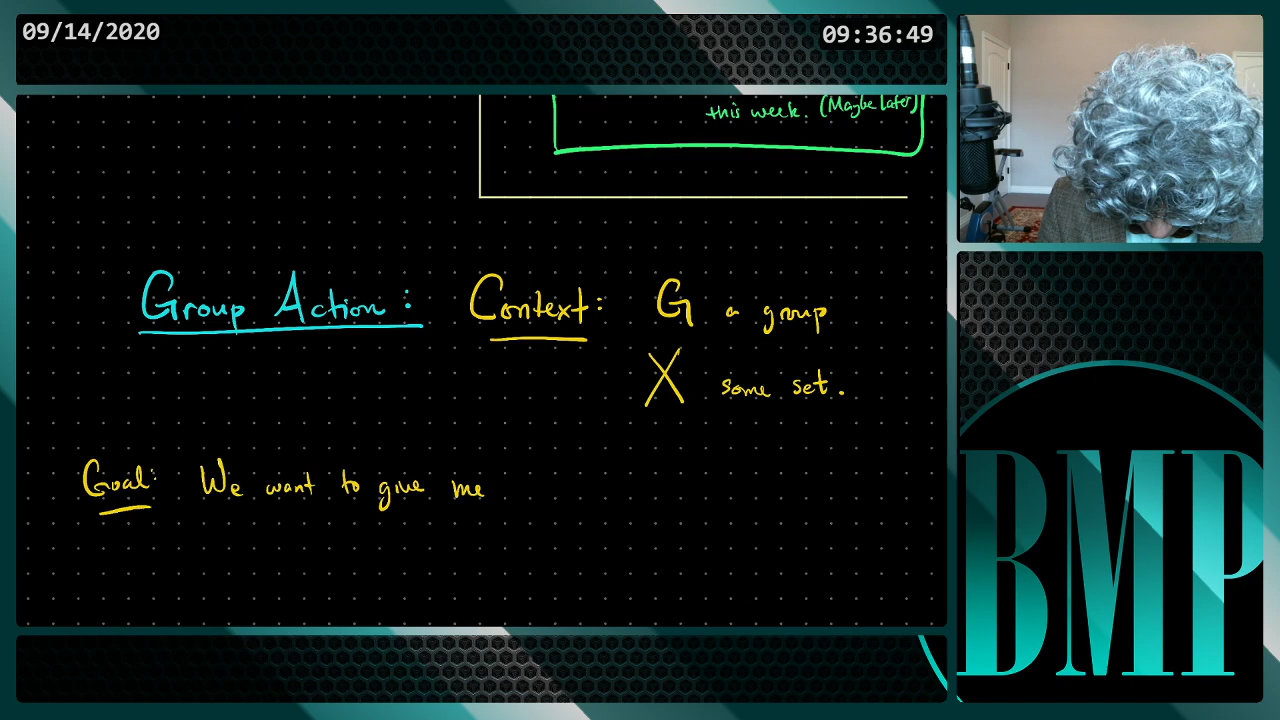 09/14/2020
09:36:49
this week. (Maybe Later)
Group Action: Context: G a group
X some set.
Goal: We want to give me
BMP